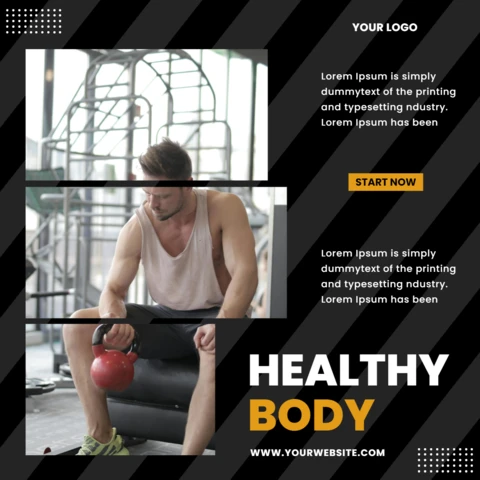 YOUR LOGO
Lorem Ipsum is simply
dummytext of the printing
and typesetting ndustry.
Lorem Ipsum has been
START NOW
Lorem Ipsum is simply
dummytext of the printing
and typesetting ndustry.
Lorem Ipsum has been
HEALTHY
BODY
WWW.YOURWEBSITE.COM